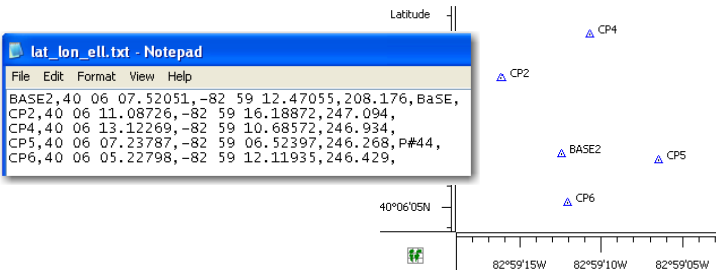 Latitude
CP4
lat_lon_ell.txt - Notepad
File Edit Format View Help
CP2
BASE2,40 06 07.52051,-82 59 12.47055,208.176,BaSE,
CP2,40 06 11.08726,-82 59 16.18872,247.094,
CP4,40 06 13.12269,-82 59 10.68572,246.934,
CP5,40 06 07.23787,-82 59 06.52397,246.268,P#44,
CP6,40 06 05.22798,-82 59 12.11935,246.429,
BASE2
CP5
CP6
40°06'05N
82°59'15W 82°59'10W 82°59'05W